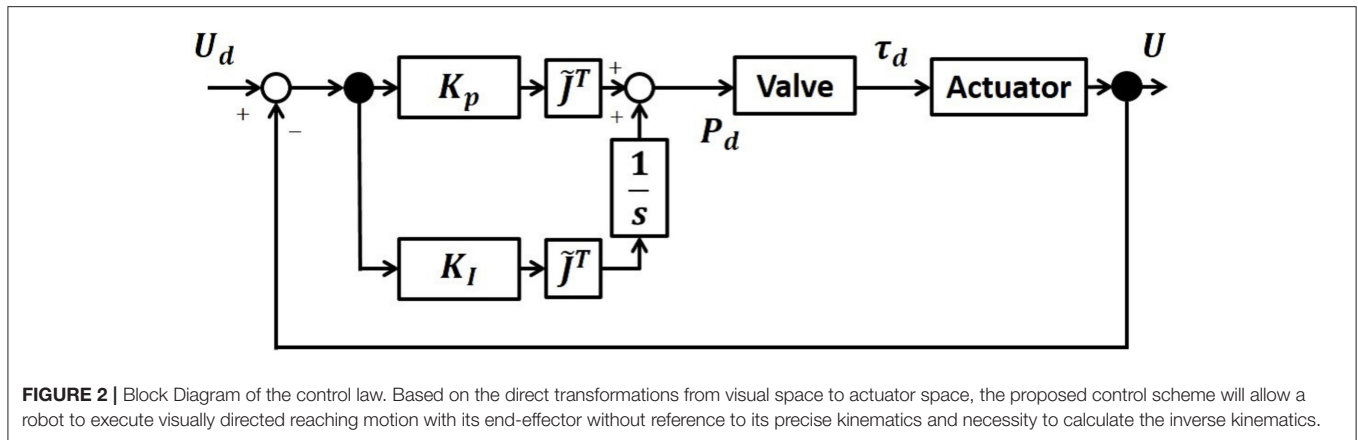 U_d
+
−
K_p
J̃^T
+
+
P_d
Valve
τ_d
Actuator
U
1
s
K_I
J̃^T
FIGURE 2 | Block Diagram of the control law. Based on the direct transformations from visual space to actuator space, the proposed control scheme will allow a
robot to execute visually directed reaching motion with its end-effector without reference to its precise kinematics and necessity to calculate the inverse kinematics.